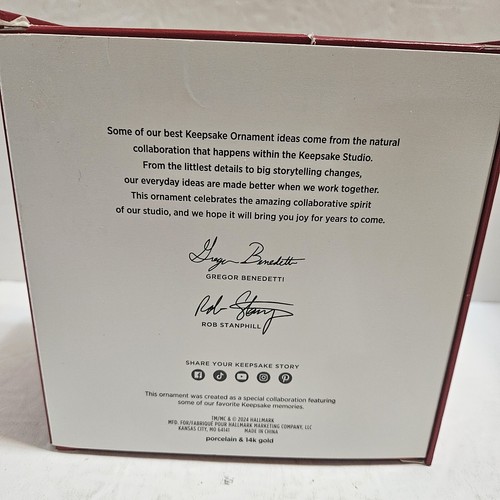 Some of our best Keepsake Ornament ideas come from the natural
collaboration that happens within the Keepsake Studio.
From the littlest details to big storytelling changes,
our everyday ideas are made better when we work together.
This ornament celebrates the amazing collaborative spirit
of our studio, and we hope it will bring you joy for years to come.
Gregor Benedetti
GREGOR BENEDETTI
Rob Stanphill
ROB STANPHILL
SHARE YOUR KEEPSAKE STORY
This ornament was created as a special collaboration featuring
some of our favorite Keepsake memories.
TM/MC & © 2024 HALLMARK
MFD. FOR/FABRIQUÉ POUR HALLMARK MARKETING COMPANY, LLC
KANSAS CITY, MO 64141 MADE IN CHINA
porcelain & 14k gold